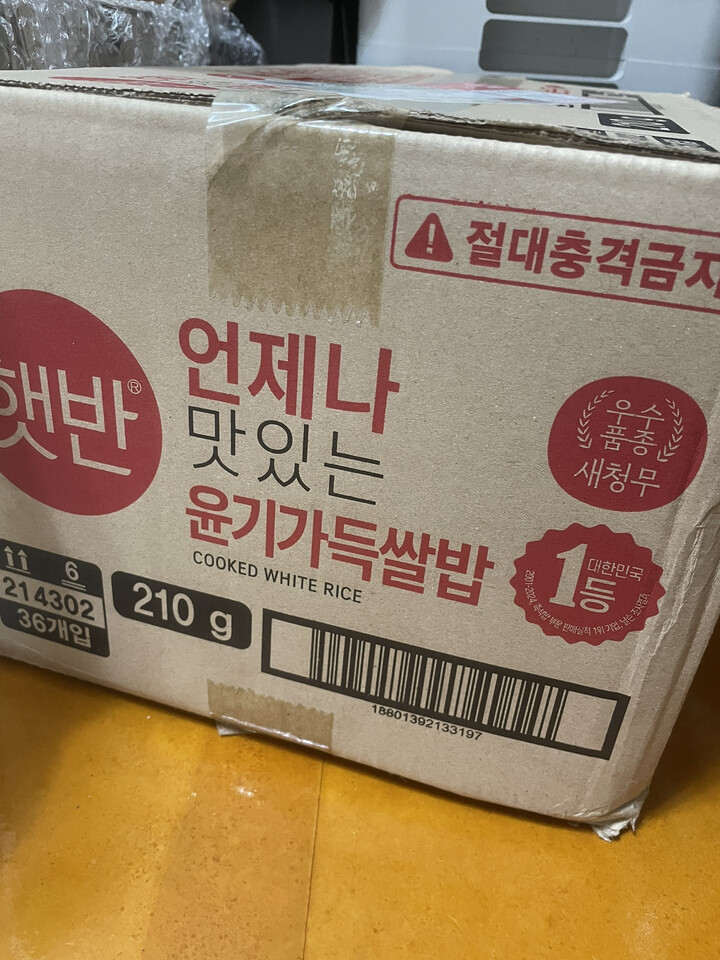 절대충격금지
햇반®
언제나
맛있는
윤기가득쌀밥
COOKED WHITE RICE
우수
품종
새청무
1등
대한민국
6
214302
36개입
210 g
18801392133197